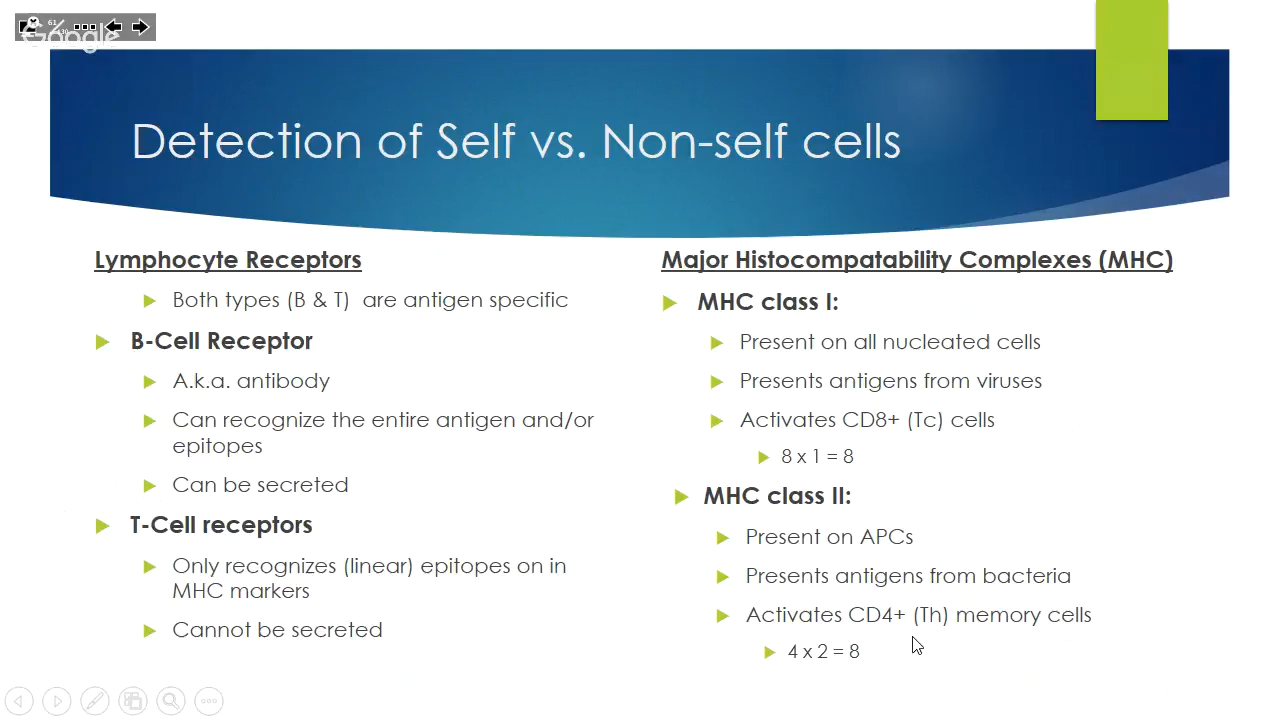 61
Google
Detection of Self vs. Non-self cells
Lymphocyte Receptors
Both types (B & T) are antigen specific
B-Cell Receptor
A.k.a. antibody
Can recognize the entire antigen and/or
epitopes
Can be secreted
T-Cell receptors
Only recognizes (linear) epitopes on in
MHC markers
Cannot be secreted
Major Histocompatability Complexes (MHC)
MHC class I:
Present on all nucleated cells
Presents antigens from viruses
Activates CD8+ (Tc) cells
8 x 1 = 8
MHC class II:
Present on APCs
Presents antigens from bacteria
Activates CD4+ (Th) memory cells
4 x 2 = 8